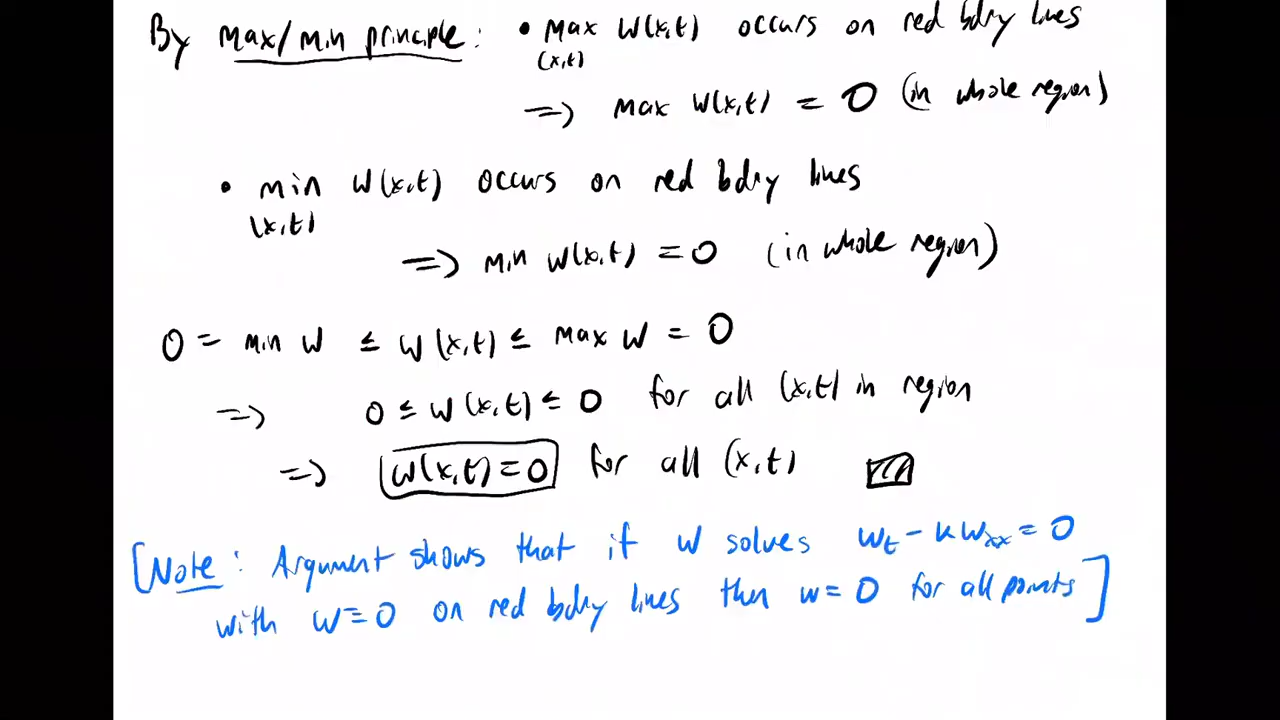 By max/min principle: • max w(x,t) occurs on red bdry lines
(x,t)
=> max w(x,t) = 0 (in whole region)
• min w(x,t) occurs on red bdry lines
(x,t)
=> min w(x,t) = 0 (in whole region)
0 = min w ≤ w(x,t) ≤ max w = 0
=> 0 ≤ w(x,t) ≤ 0 for all (x,t) in region
=> w(x,t) = 0 for all (x,t)
[Note: Argument shows that if w solves w_t - k w_xx = 0
with w ≡ 0 on red bdry lines then w = 0 for all points]